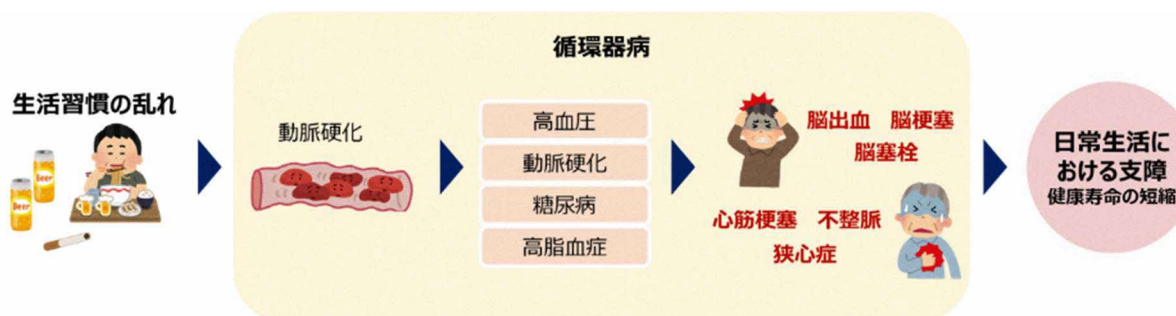 循環器病
生活習慣の乱れ
Beer
Beer
動脈硬化
高血圧
動脈硬化
糖尿病
高脂血症
脳出血 脳梗塞
脳塞栓
心筋梗塞 不整脈
狭心症
日常生活に
おける支障
健康寿命の短縮